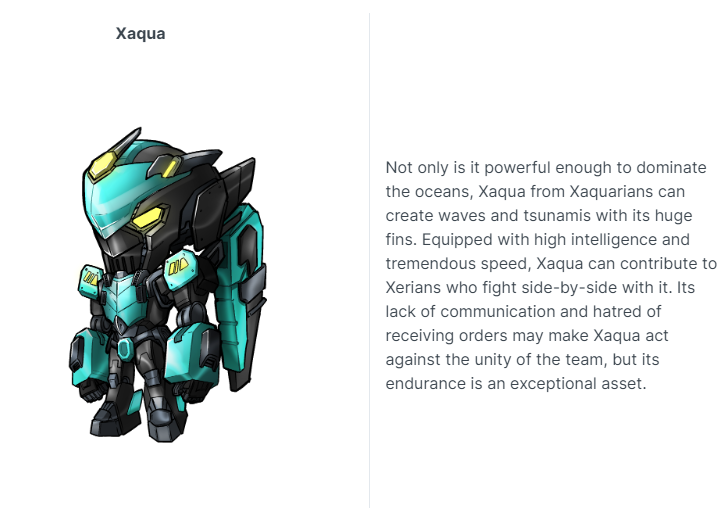 Xaqua
Not only is it powerful enough to dominate
the oceans, Xaqua from Xaquarians can
create waves and tsunamis with its huge
fins. Equipped with high intelligence and
tremendous speed, Xaqua can contribute to
Xerians who fight side-by-side with it. Its
lack of communication and hatred of
receiving orders may make Xaqua act
against the unity of the team, but its
endurance is an exceptional asset.